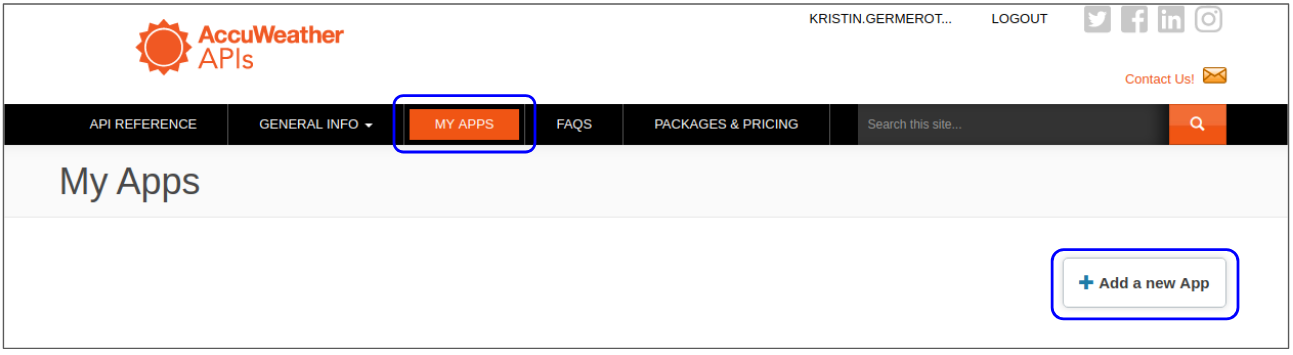 KRISTIN.GERMEROT... LOGOUT
AccuWeather
APIs
Contact Us!
API REFERENCE GENERAL INFO MY APPS FAQS PACKAGES & PRICING Search this site...
My Apps
+ Add a new App